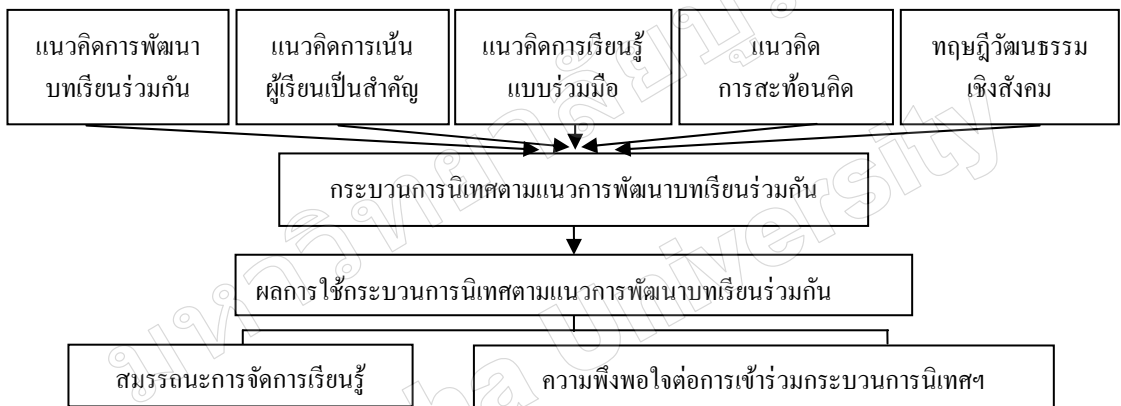 แนวคิดการพัฒนา
บทเรียนร่วมกัน
แนวคิดการเน้น
ผู้เรียนเป็นสำคัญ
แนวคิดการเรียนรู้
แบบร่วมมือ
แนวคิด
การสะท้อนคิด
ทฤษฎีวัฒนธรรม
เชิงสังคม
กระบวนการนิเทศตามแนวการพัฒนาบทเรียนร่วมกัน
ผลการใช้กระบวนการนิเทศตามแนวการพัฒนาบทเรียนร่วมกัน
สมรรถนะการจัดการเรียนรู้
ความพึงพอใจต่อการเข้าร่วมกระบวนการนิเทศฯ
University